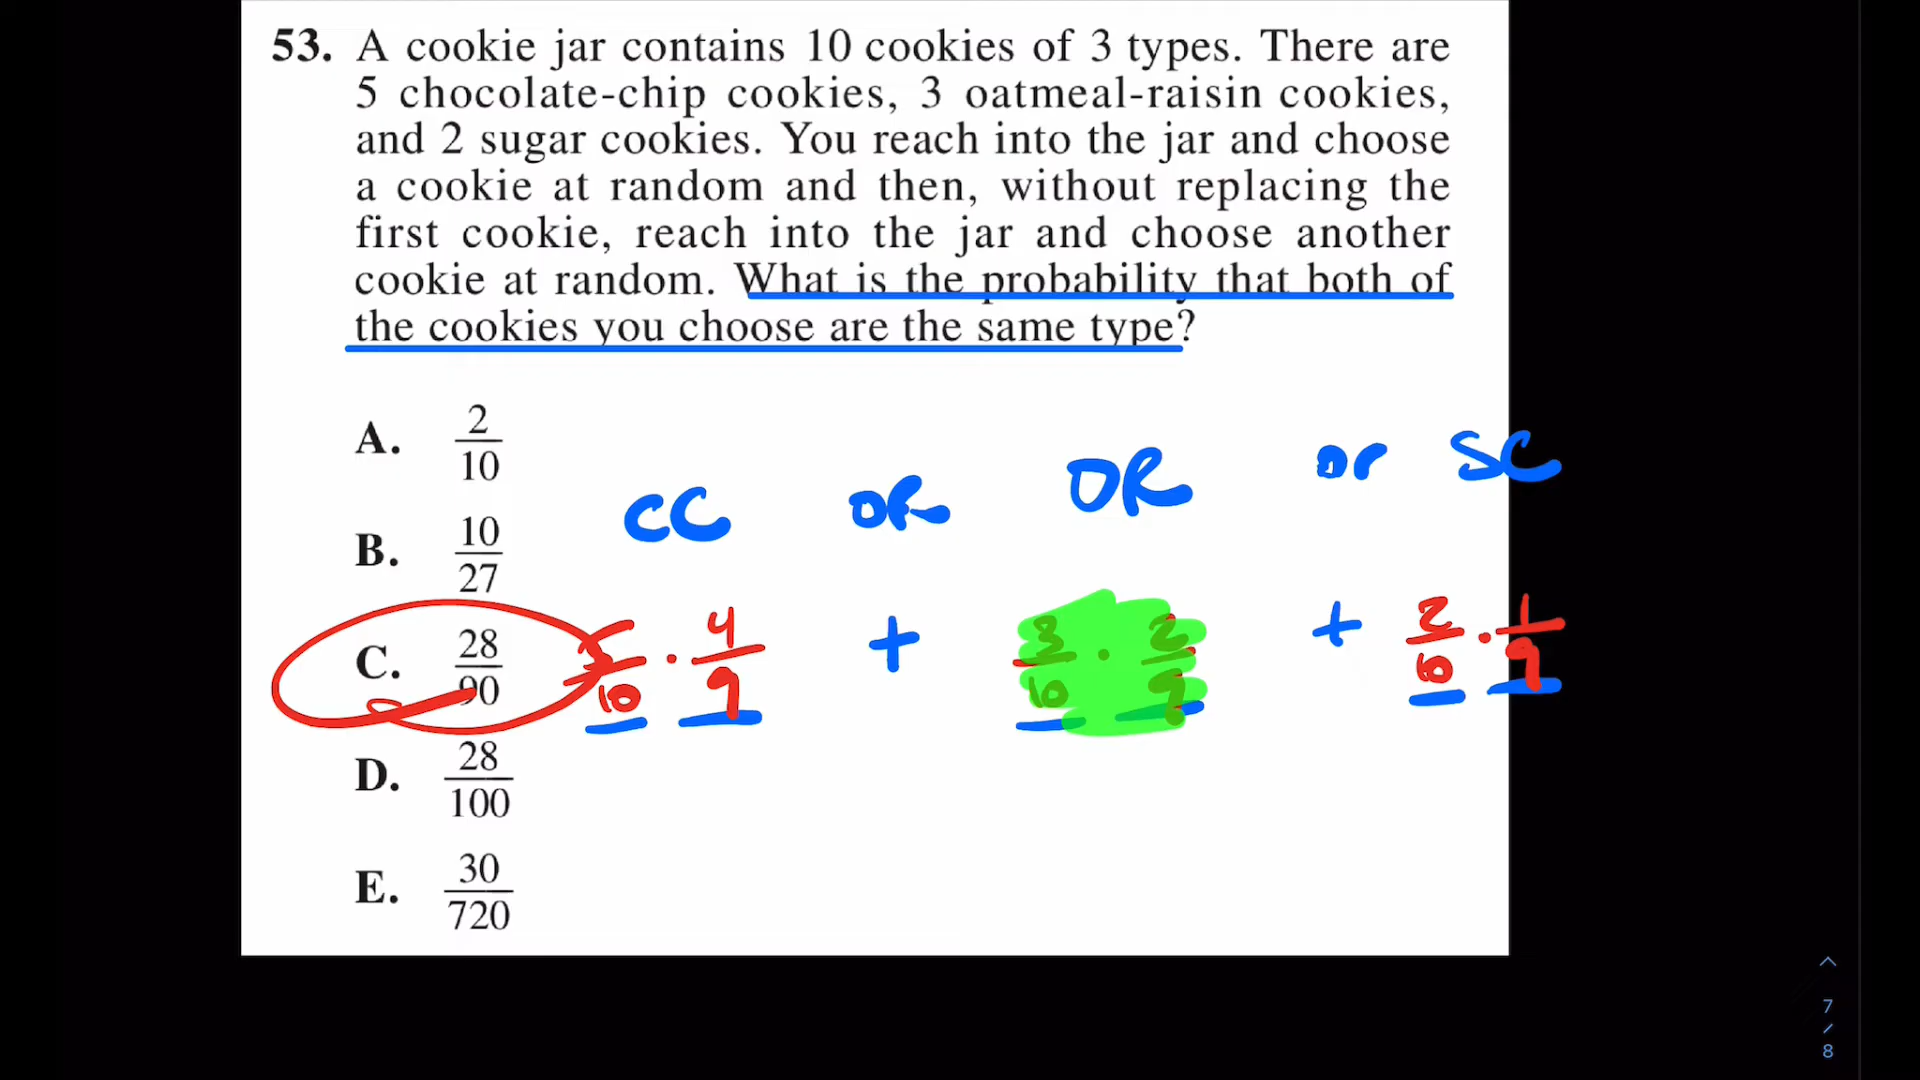 53. A cookie jar contains 10 cookies of 3 types. There are
5 chocolate-chip cookies, 3 oatmeal-raisin cookies,
and 2 sugar cookies. You reach into the jar and choose
a cookie at random and then, without replacing the
first cookie, reach into the jar and choose another
cookie at random. What is the probability that both of
the cookies you choose are the same type?
A. 2/10
B. 10/27
C. 28/90
D. 28/100
E. 30/720
CC OR OR or SC
5/10 · 4/9 + 3/10 · 2/9 + 2/10 · 1/9
7
/
8